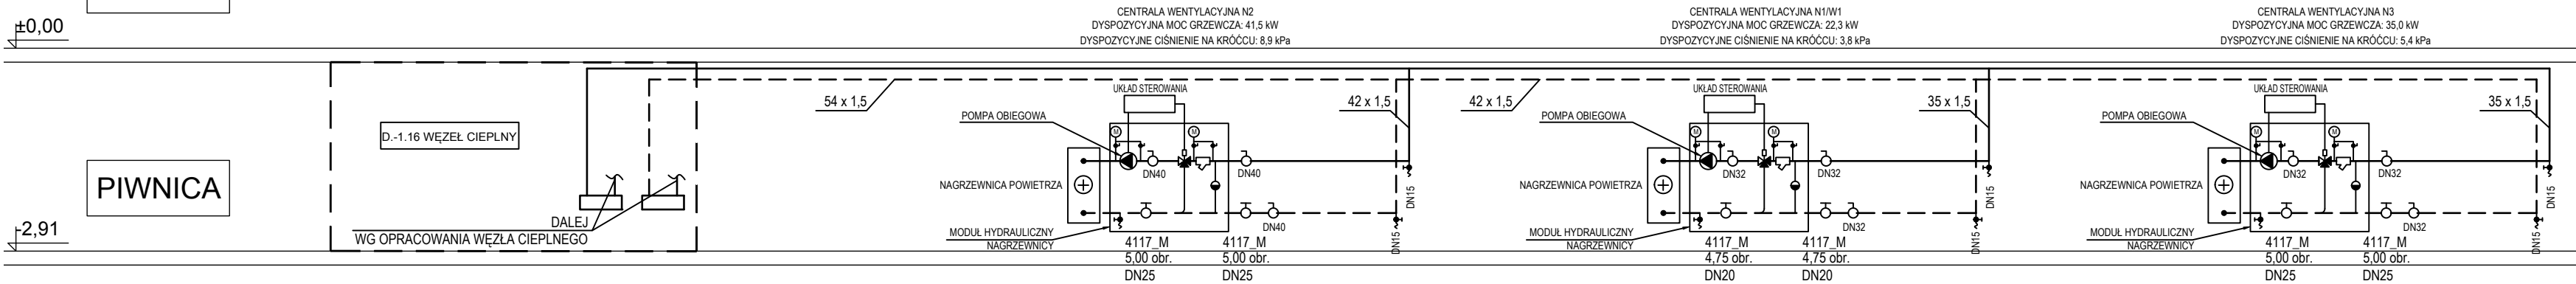 ±0,00
CENTRALA WENTYLACYJNA N2
DYSPOZYCYJNA MOC GRZEWCZA: 41,5 kW
DYSPOZYCYJNE CIŚNIENIE NA KRÓĆCU: 8,9 kPa
CENTRALA WENTYLACYJNA N1/W1
DYSPOZYCYJNA MOC GRZEWCZA: 22,3 kW
DYSPOZYCYJNE CIŚNIENIE NA KRÓĆCU: 3,8 kPa
CENTRALA WENTYLACYJNA N3
DYSPOZYCYJNA MOC GRZEWCZA: 35,0 kW
DYSPOZYCYJNE CIŚNIENIE NA KRÓĆCU: 5,4 kPa
PIWNICA
-2,91
D.-1.16 WĘZEŁ CIEPLNY
DALEJ
WG OPRACOWANIA WĘZŁA CIEPLNEGO
54 x 1,5
UKŁAD STEROWANIA
POMPA OBIEGOWA
M
M
42 x 1,5
DN40
DN40
NAGRZEWNICA POWIETRZA
DN15
DN40
MODUŁ HYDRAULICZNY
NAGRZEWNICY
DN15
4117_M
5,00 obr.
DN25
4117_M
5,00 obr.
DN25
42 x 1,5
UKŁAD STEROWANIA
POMPA OBIEGOWA
M
M
35 x 1,5
DN32
DN32
NAGRZEWNICA POWIETRZA
DN15
DN32
MODUŁ HYDRAULICZNY
NAGRZEWNICY
DN15
4117_M
4,75 obr.
DN20
4117_M
4,75 obr.
DN20
UKŁAD STEROWANIA
POMPA OBIEGOWA
M
M
35 x 1,5
DN32
DN32
NAGRZEWNICA POWIETRZA
DN15
DN32
MODUŁ HYDRAULICZNY
NAGRZEWNICY
DN15
4117_M
5,00 obr.
DN25
4117_M
5,00 obr.
DN25